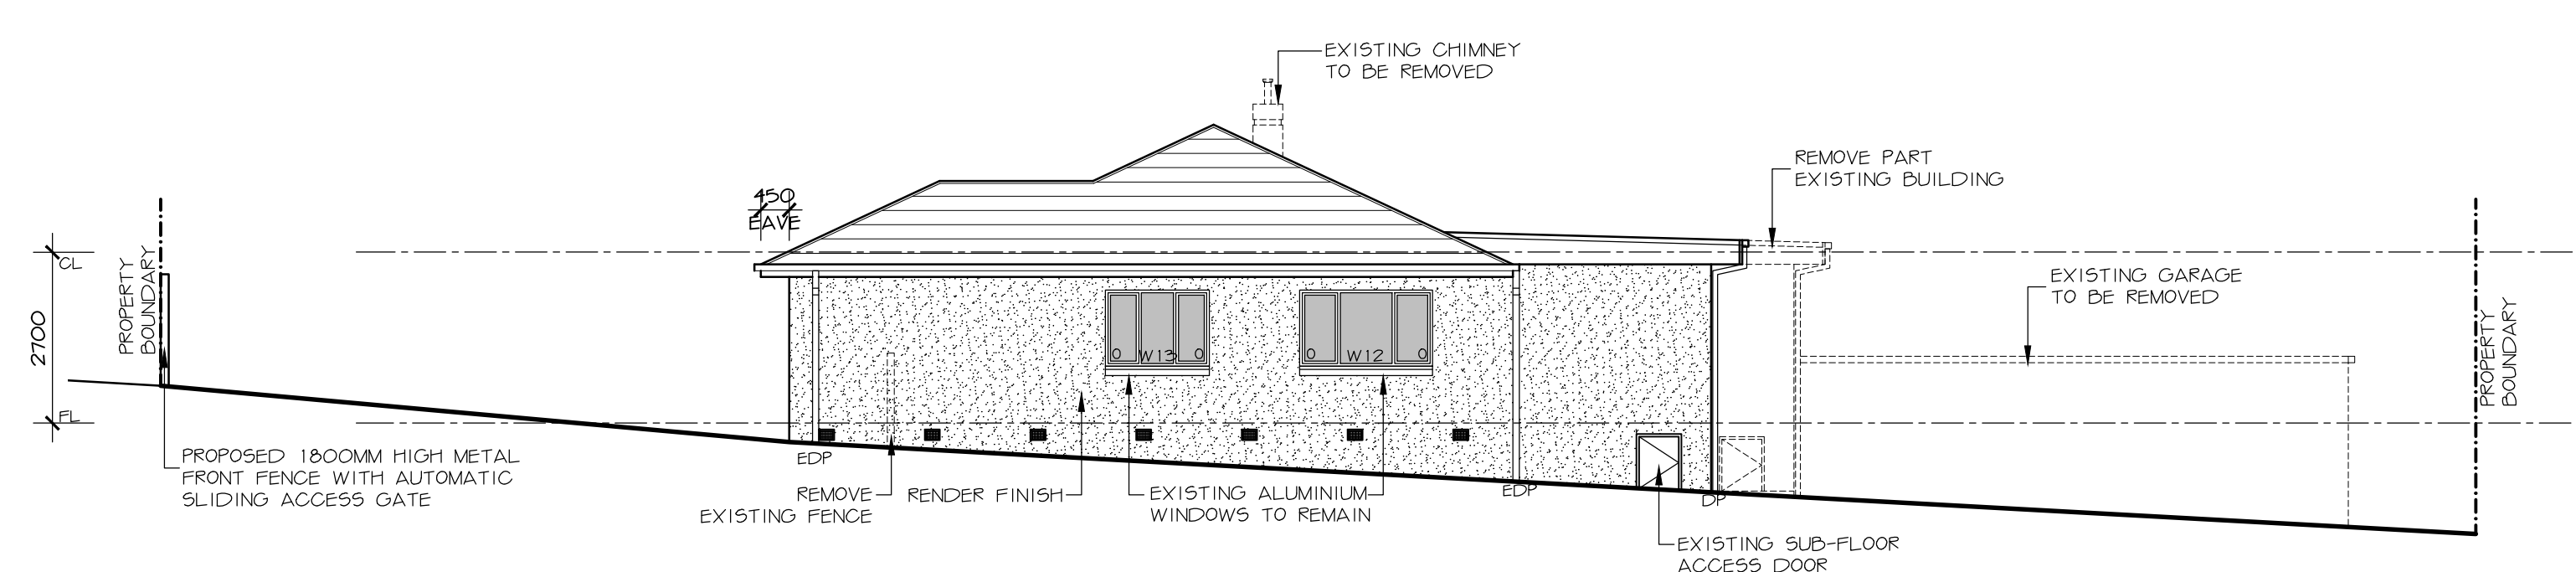 EXISTING CHIMNEY
TO BE REMOVED
REMOVE PART
EXISTING BUILDING
450
EAVE
CL
PROPERTY
BOUNDARY
EXISTING GARAGE
TO BE REMOVED
2700
PROPERTY
BOUNDARY
W13
W12
FL
PROPOSED 1800MM HIGH METAL
FRONT FENCE WITH AUTOMATIC
SLIDING ACCESS GATE
EDP
REMOVE
EXISTING FENCE
RENDER FINISH
EXISTING ALUMINIUM
WINDOWS TO REMAIN
EDP
DP
EXISTING SUB-FLOOR
ACCESS DOOR